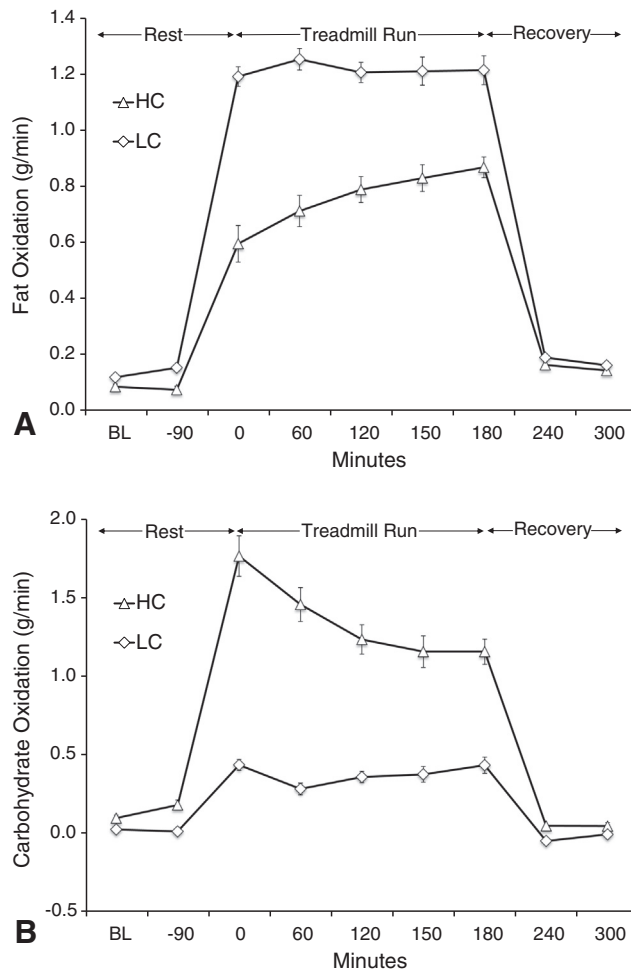 1.4
Rest Treadmill Run Recovery
1.2
HC
1.0
LC
0.8
0.6
0.4
0.2
0.0
Fat Oxidation (g/min)
BL -90 0 60 120 150 180 240 300
A
Minutes
2.0
Rest Treadmill Run Recovery
1.5
HC
LC
1.0
0.5
0.0
-0.5
Carbohydrate Oxidation (g/min)
BL -90 0 60 120 150 180 240 300
B
Minutes